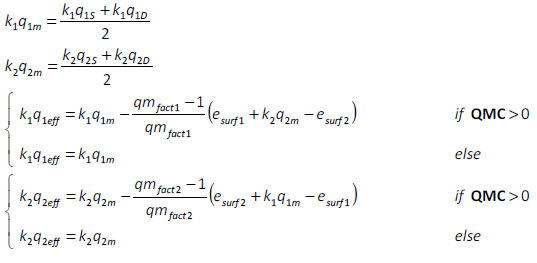 k₁q₁ₘ = (k₁q₁S + k₁q₁D) / 2
k₂q₂ₘ = (k₂q₂S + k₂q₂D) / 2
k₁q₁eff = k₁q₁ₘ − (qm_fact1 − 1) / qm_fact1 (e_surf1 + k₂q₂ₘ − e_surf2) if QMC > 0
k₁q₁eff = k₁q₁ₘ else
k₂q₂eff = k₂q₂ₘ − (qm_fact2 − 1) / qm_fact2 (e_surf2 + k₁q₁ₘ − e_surf1) if QMC > 0
k₂q₂eff = k₂q₂ₘ else